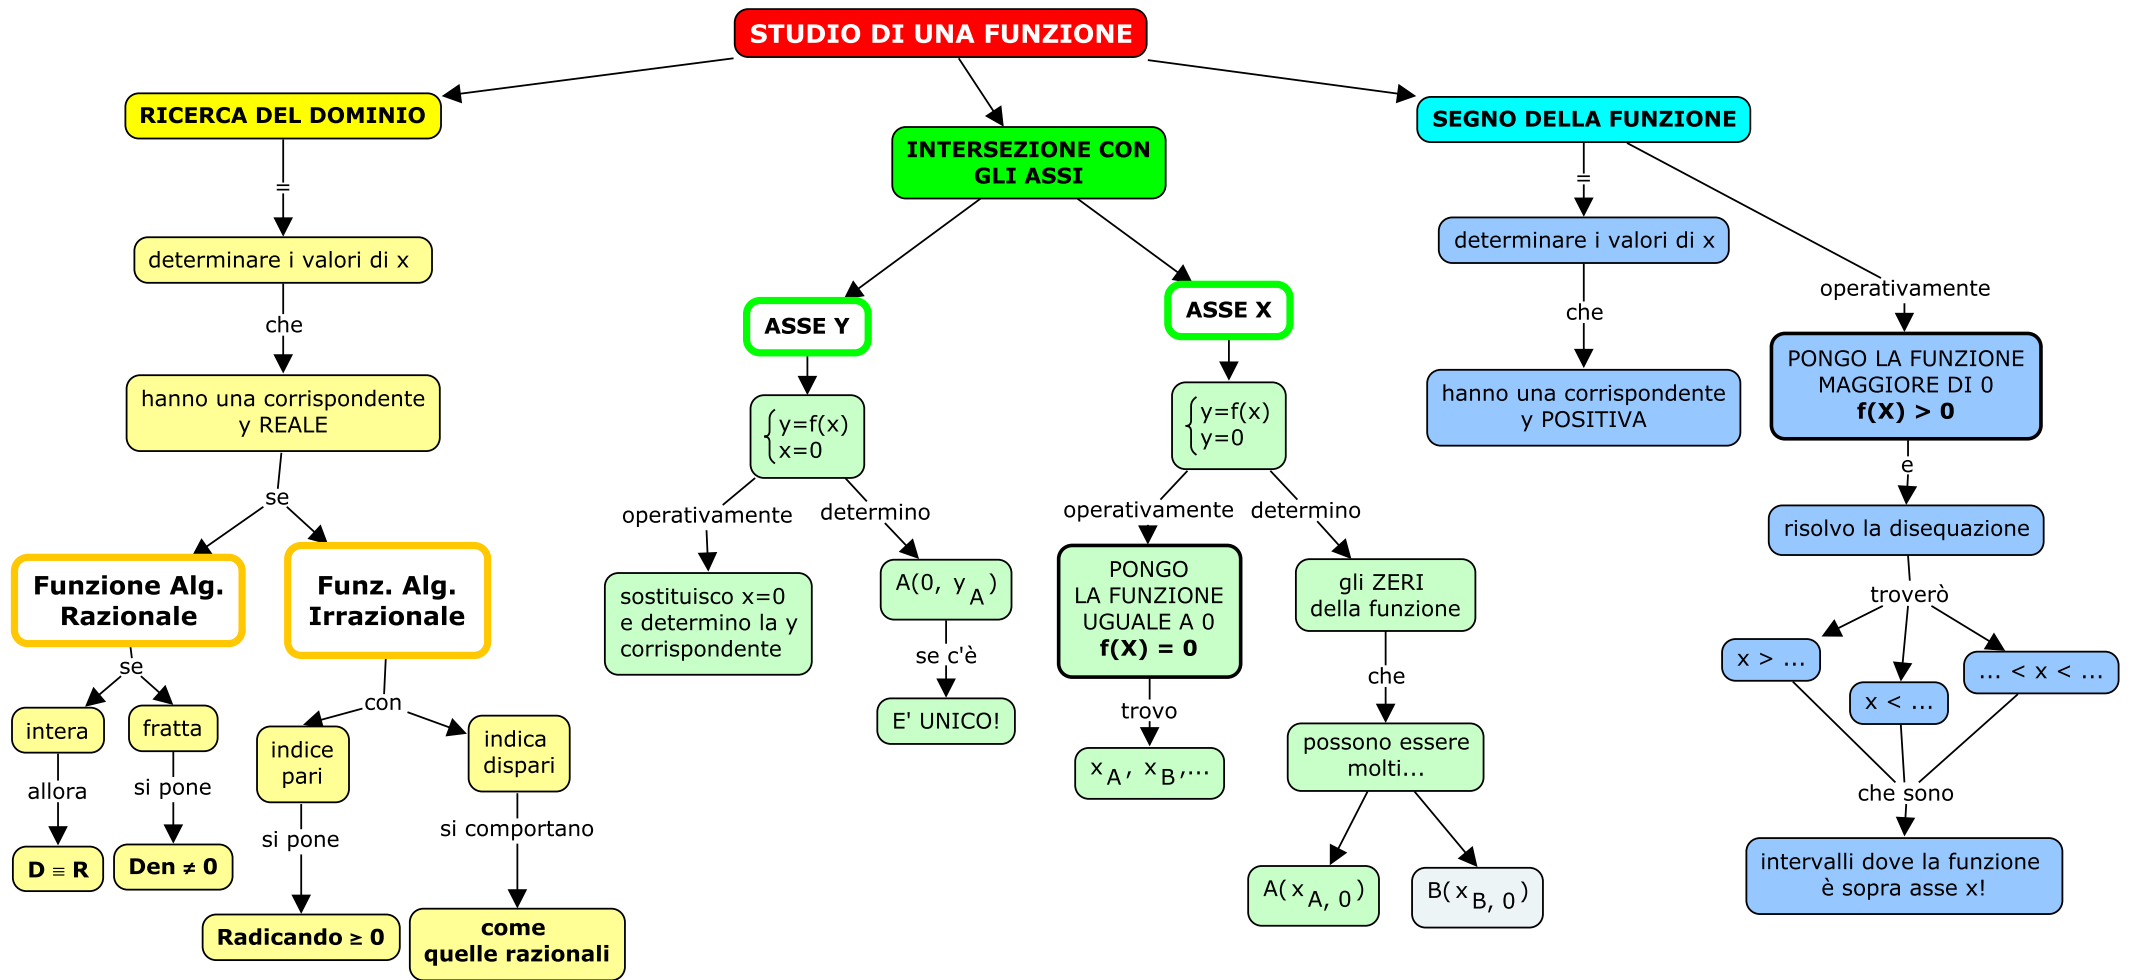 STUDIO DI UNA FUNZIONE
RICERCA DEL DOMINIO
=
determinare i valori di x
che
hanno una corrispondente
y REALE
se
Funzione Alg.
Razionale
se
intera
allora
D ≡ R
fratta
si pone
Den ≠ 0
Funz. Alg.
Irrazionale
con
indice
pari
si pone
Radicando ≥ 0
indica
dispari
si comportano
come
quelle razionali
INTERSEZIONE CON
GLI ASSI
ASSE Y
y=f(x)
x=0
operativamente
sostituisco x=0
e determino la y
corrispondente
determino
A(0, y_A)
se c'è
E' UNICO!
ASSE X
y=f(x)
y=0
operativamente
PONGO
LA FUNZIONE
UGUALE A 0
f(X) = 0
trovo
x_A, x_B,...
determino
gli ZERI
della funzione
che
possono essere
molti...
A(x_A, 0)
B(x_B, 0)
SEGNO DELLA FUNZIONE
=
determinare i valori di x
che
hanno una corrispondente
y POSITIVA
operativamente
PONGO LA FUNZIONE
MAGGIORE DI 0
f(X) > 0
e
risolvo la disequazione
troverò
x > ...
x < ...
... < x < ...
che sono
intervalli dove la funzione
è sopra asse x!